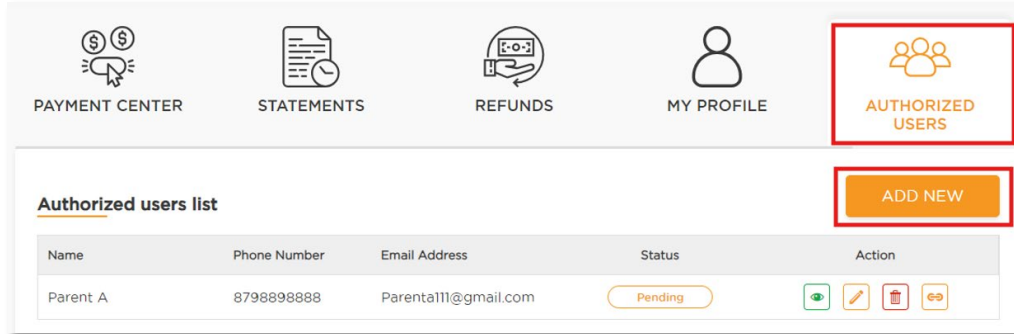 PAYMENT CENTER
STATEMENTS
REFUNDS
MY PROFILE
AUTHORIZED
USERS
Authorized users list
ADD NEW
Name Phone Number Email Address Status Action
Parent A 8798898888 Parenta111@gmail.com Pending